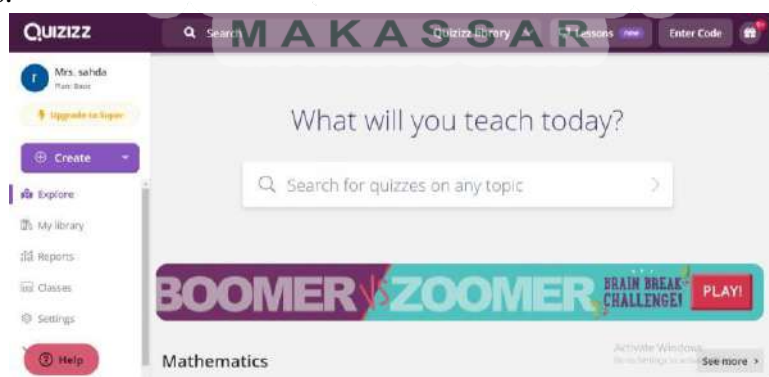 QUIZIZZ
Search
MAKASSAR
Quizizz library
Lessons new
Enter Code
r
Mrs. sahda
Plan: Basic
Upgrade to Super
What will you teach today?
Create
Search for quizzes on any topic
Explore
My library
Reports
Classes
Settings
Help
BOOMER VS ZOOMER
BRAIN BREAK
CHALLENGE!
PLAY!
Mathematics
Activate Windows
See more